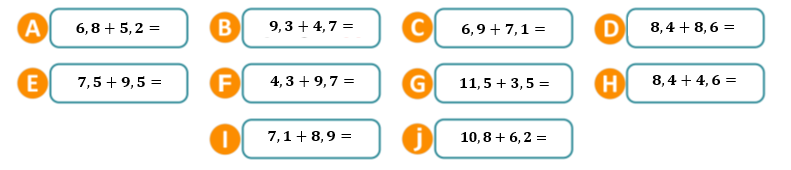 A 6,8 + 5,2 =
B 9,3 + 4,7 =
C 6,9 + 7,1 =
D 8,4 + 8,6 =
E 7,5 + 9,5 =
F 4,3 + 9,7 =
G 11,5 + 3,5 =
H 8,4 + 4,6 =
I 7,1 + 8,9 =
j 10,8 + 6,2 =